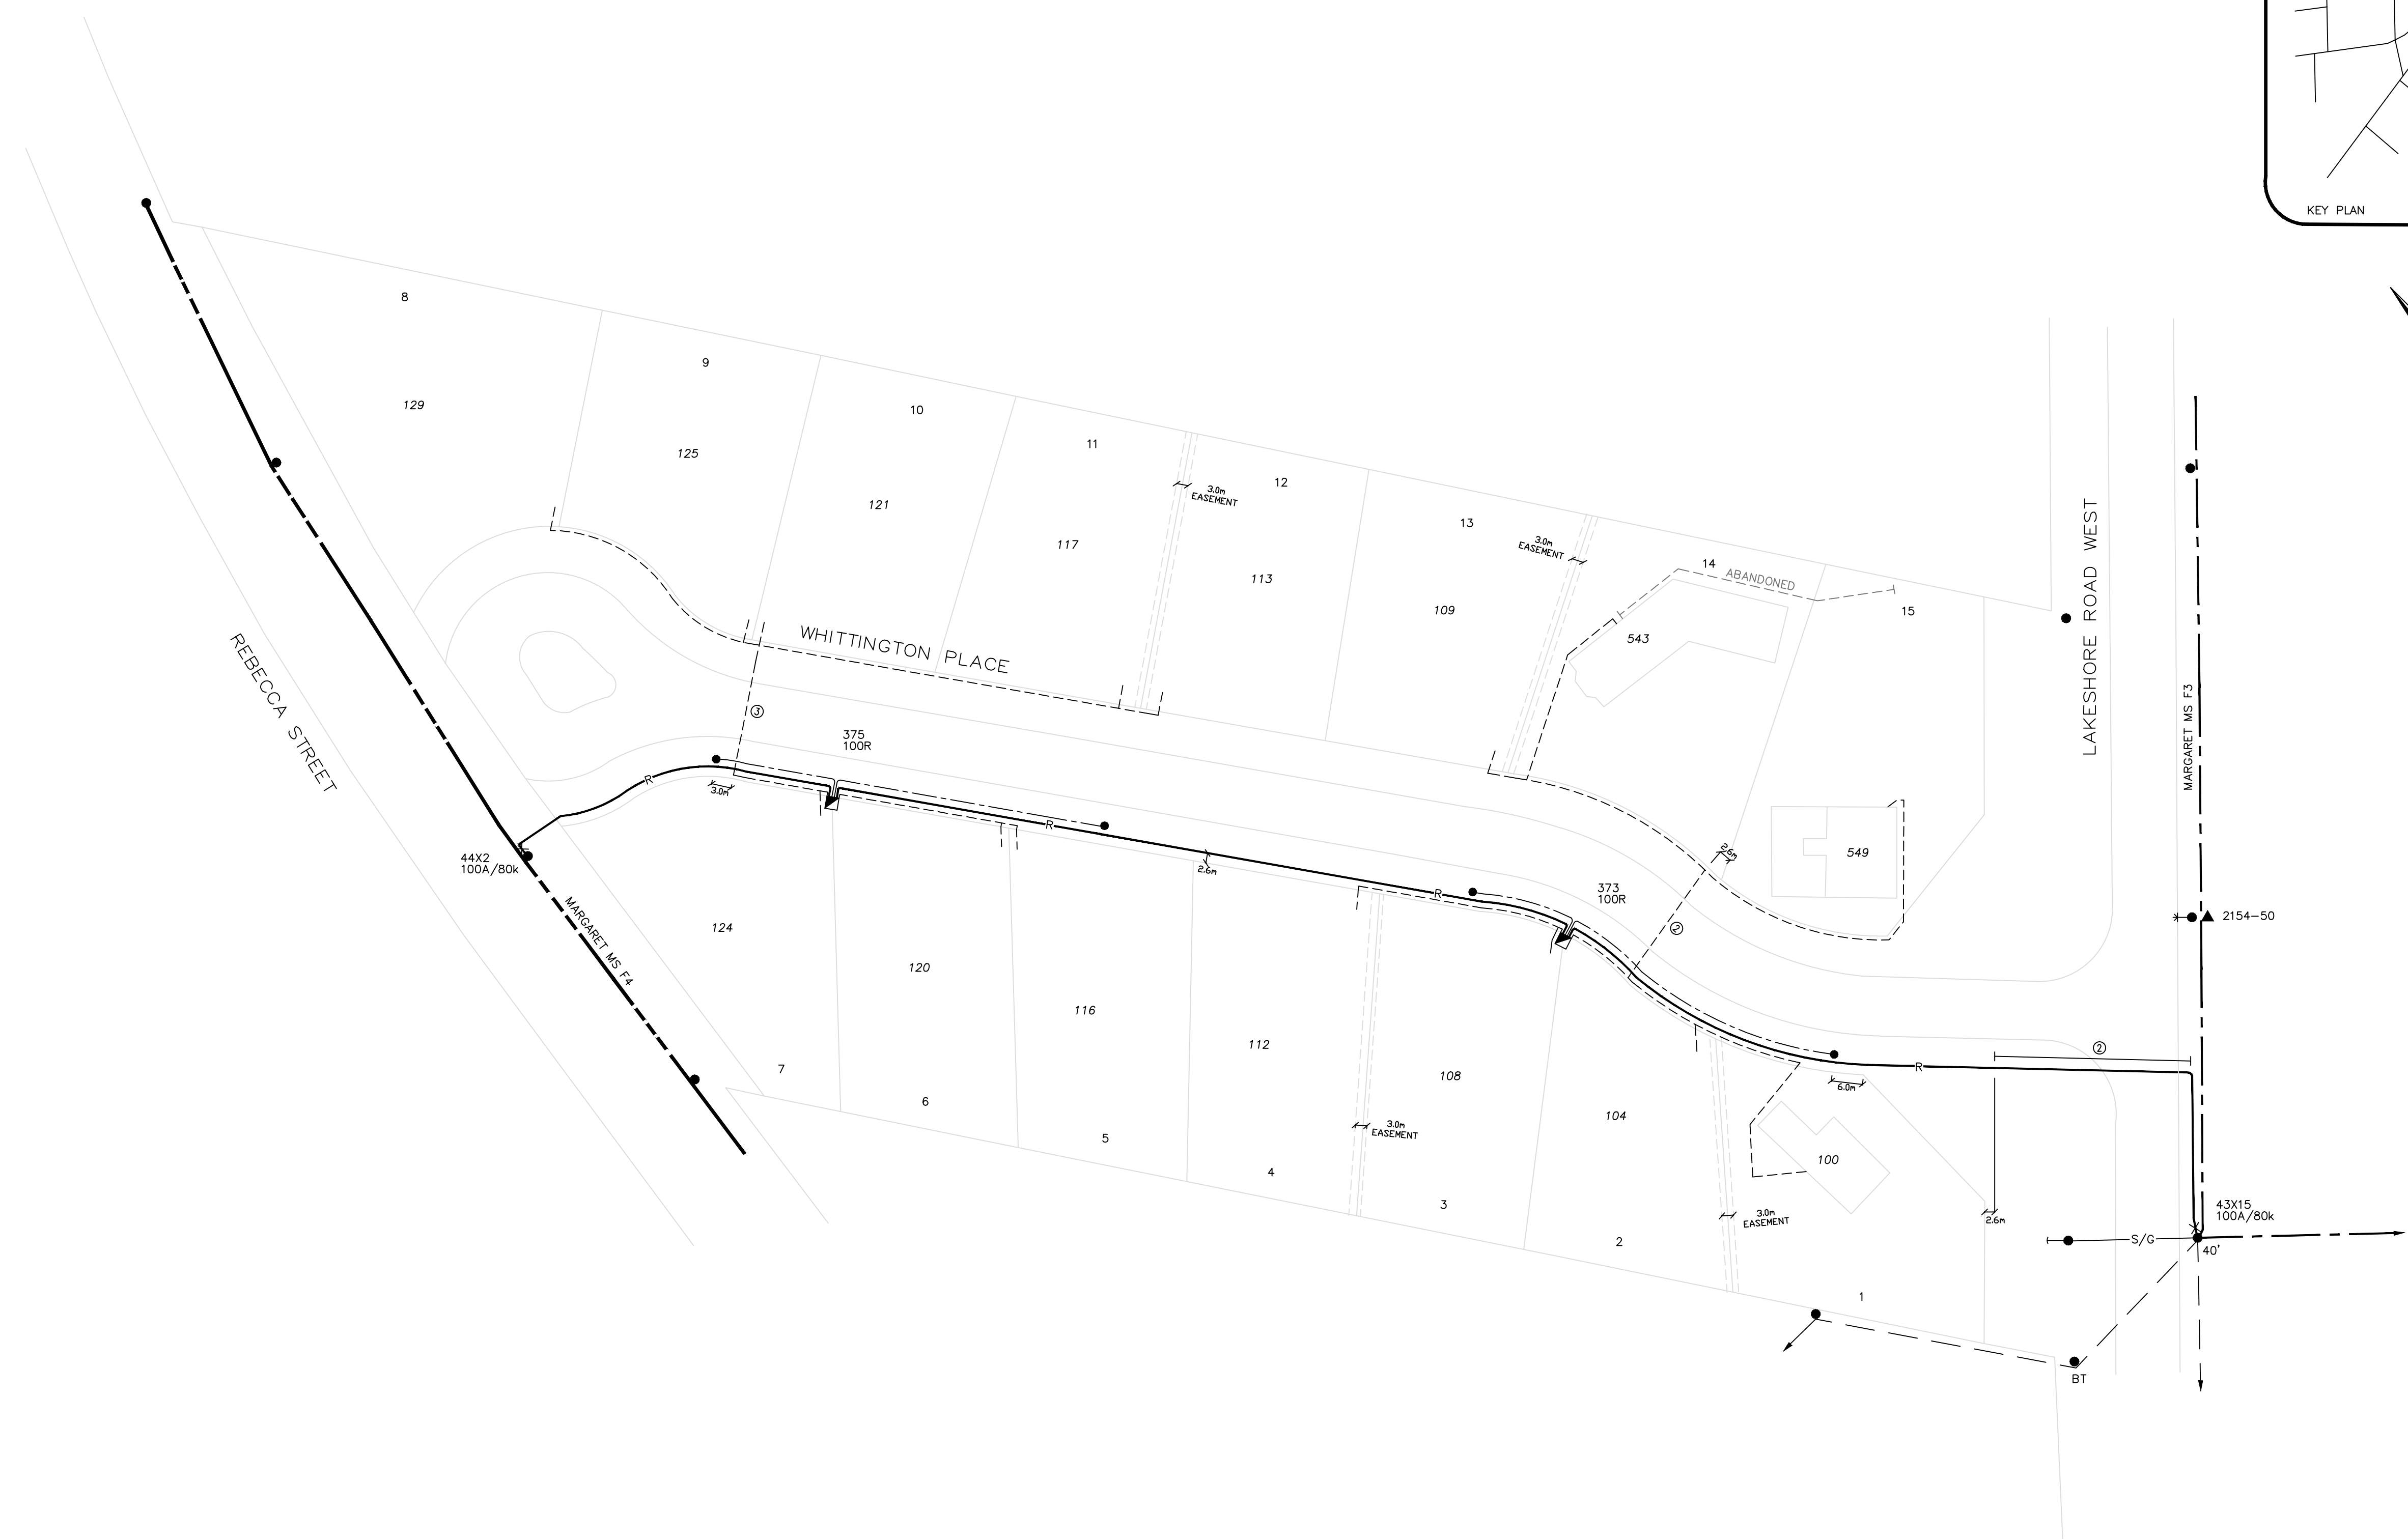 KEY PLAN
8
129
9
125
10
121
11
117
3.0m
EASEMENT
12
113
13
109
3.0m
EASEMENT
14
ABANDONED
543
15
549
LAKESHORE ROAD WEST
MARGARET MS F3
2154-50
WHITTINGTON PLACE
REBECCA STREET
3
375
100R
R
3.0m
R
2.6m
R
373
100R
2.6m
2
44X2
100A/80k
MARGARET MS F4
124
7
120
6
116
5
112
4
3.0m
EASEMENT
108
3
104
2
3.0m
EASEMENT
100
1
6.0m
R
2
2.6m
43X15
100A/80k
S/G
40'
BT